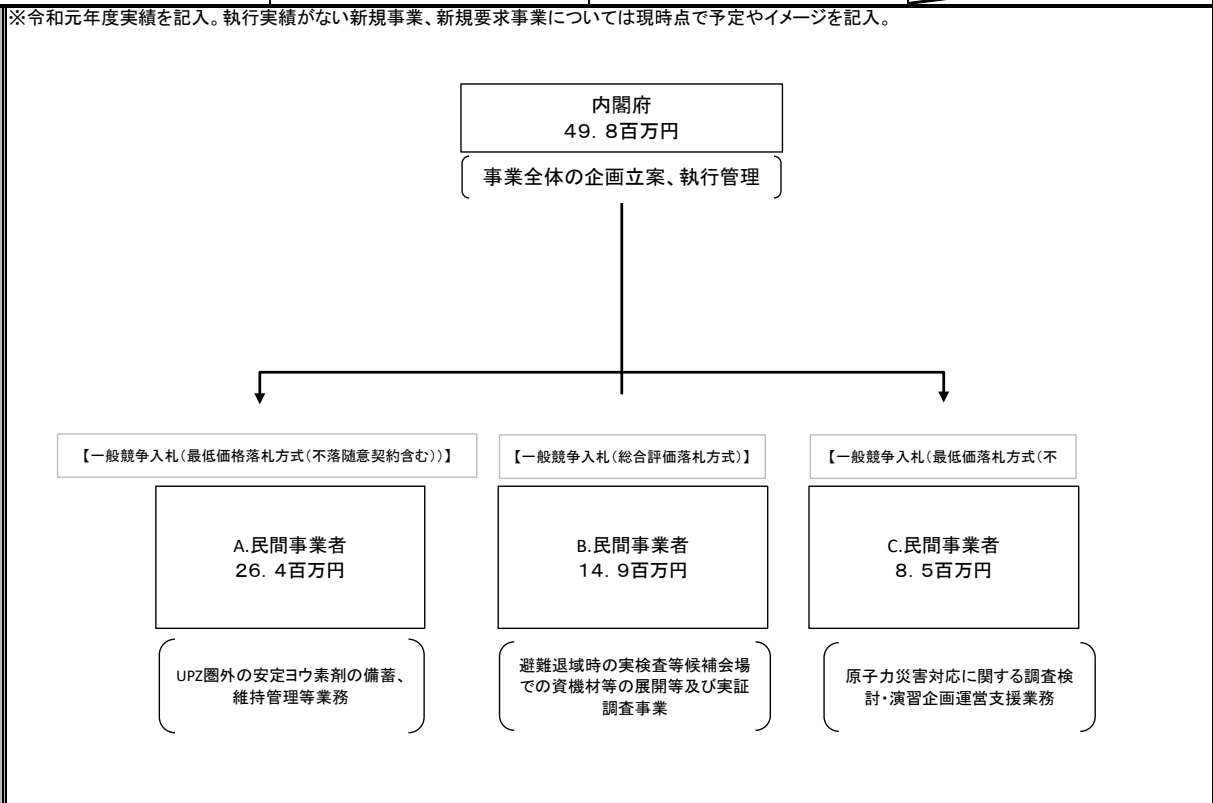 ※令和元年度実績を記入。執行実績がない新規事業、新規要求事業については現時点で予定やイメージを記入。
内閣府
49．8百万円
事業全体の企画立案、執行管理
【一般競争入札（最低価格落札方式（不落随意契約含む））】
【一般競争入札（総合評価落札方式）】
【一般競争入札（最低価落札方式（不
A.民間事業者
26．4百万円
B.民間事業者
14．9百万円
C.民間事業者
8．5百万円
UPZ圏外の安定ヨウ素剤の備蓄、
維持管理等業務
避難退域時の実検査等候補会場
での資機材等の展開等及び実証
調査事業
原子力災害対応に関する調査検
討・演習企画運営支援業務